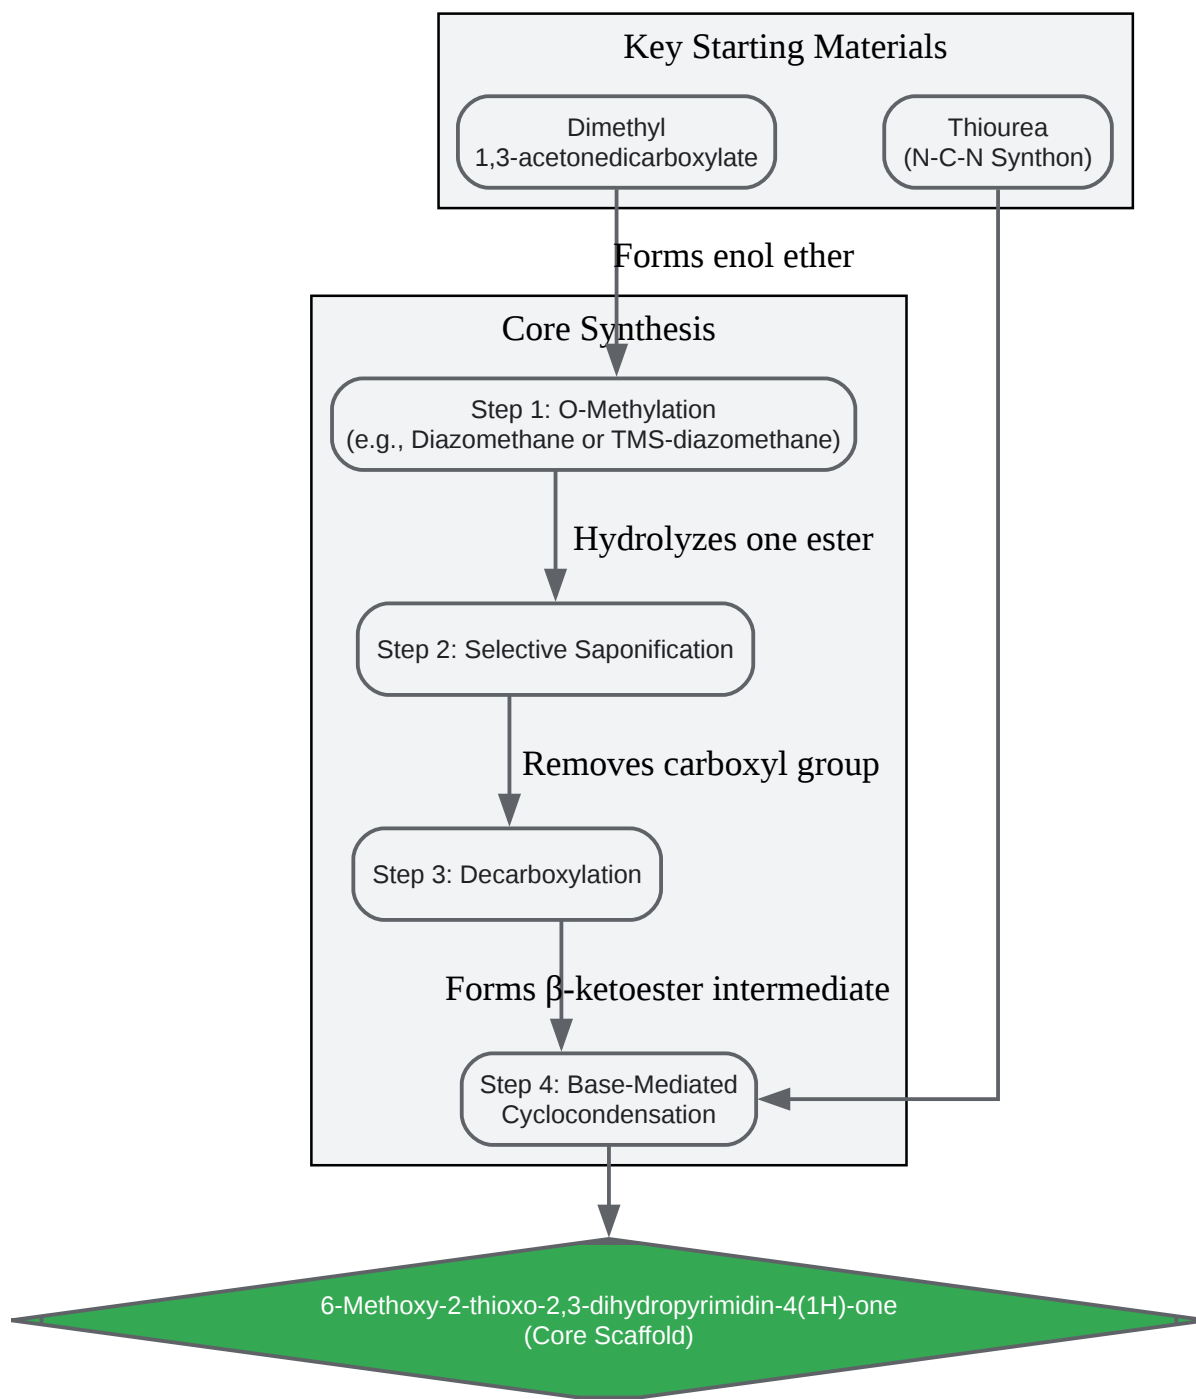 Key Starting Materials
Dimethyl
1,3-acetonedicarboxylate
Thiourea
(N-C-N Synthon)
Forms enol ether
Core Synthesis
Step 1: O-Methylation
(e.g., Diazomethane or TMS-diazomethane)
Hydrolyzes one ester
Step 2: Selective Saponification
Removes carboxyl group
Step 3: Decarboxylation
Forms β-ketoester intermediate
Step 4: Base-Mediated
Cyclocondensation
6-Methoxy-2-thioxo-2,3-dihydropyrimidin-4(1H)-one
(Core Scaffold)